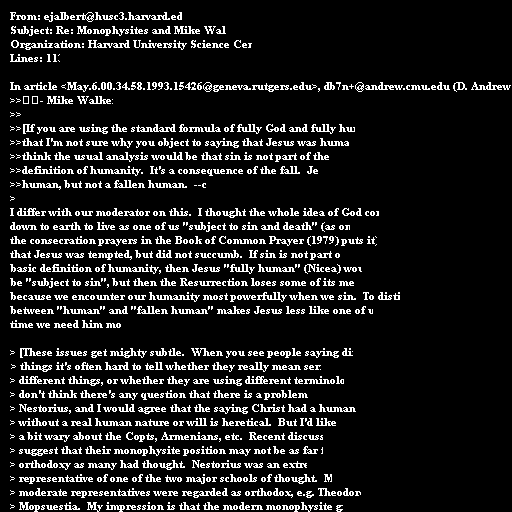 From: ejalbert@husc3.harvard.ed
Subject: Re: Monophysites and Mike Wal
Organization: Harvard University Science Cer
Lines: 11

In article <May.6.00.34.58.1993.15426@geneva.rutgers.edu>, db7n+@andrew.cmu.edu (D. Andrew
>> - Mike Walke
>>
>>[If you are using the standard formula of fully God and fully hu
>>that I'm not sure why you object to saying that Jesus was huma
>>think the usual analysis would be that sin is not part of the
>>definition of humanity.  It's a consequence of the fall.  Je
>>human, but not a fallen human.  --c
>
I differ with our moderator on this.  I thought the whole idea of God co
down to earth to live as one of us "subject to sin and death" (as on
the consecration prayers in the Book of Common Prayer (1979) puts it)
that Jesus was tempted, but did not succumb.  If sin is not part o
basic definition of humanity, then Jesus "fully human" (Nicea) wo
be "subject to sin", but then the Resurrection loses some of its me
because we encounter our humanity most powerfully when we sin.  To disti
between "human" and "fallen human" makes Jesus less like one of u
time we need him mo

> [These issues get mighty subtle.  When you see people saying di
> things it's often hard to tell whether they really mean ser
> different things, or whether they are using different terminolo
> don't think there's any question that there is a problem
> Nestorius, and I would agree that the saying Christ had a human
> without a real human nature or will is heretical.  But I'd like
> a bit wary about the Copts, Armenians, etc.  Recent discuss
> suggest that their monophysite position may not be as far f
> orthodoxy as many had thought.  Nestorius was an extre
> representative of one of the two major schools of thought.  M
> moderate representatives were regarded as orthodox, e.g. Theodor
> Mopsuestia.  My impression is that the modern monophysite g